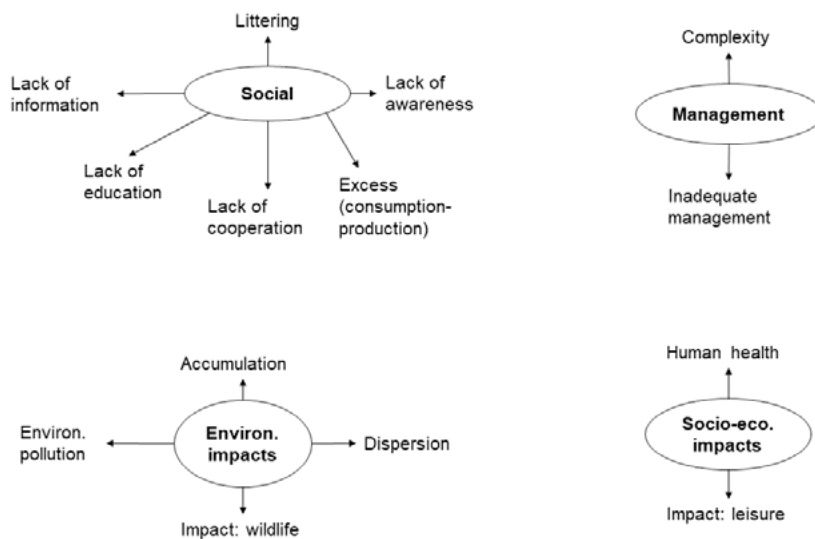 Littering
Lack of
information
Social
Lack of
awareness
Lack of
education
Lack of
cooperation
Excess
(consumption-
production)
Complexity
Management
Inadequate
management
Accumulation
Environ.
pollution
Environ.
impacts
Dispersion
Impact: wildlife
Human health
Socio-eco.
impacts
Impact: leisure